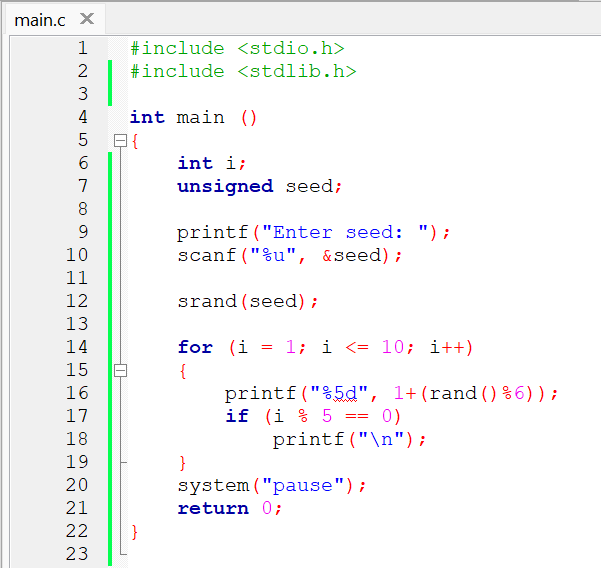 main.c ×
1 #include <stdio.h>
2 #include <stdlib.h>
3
4 int main ()
5 {
6     int i;
7     unsigned seed;
8
9     printf("Enter seed: ");
10     scanf("%u", &seed);
11
12     srand(seed);
13
14     for (i = 1; i <= 10; i++)
15     {
16         printf("%5d", 1+(rand()%6));
17         if (i % 5 == 0)
18             printf("\n");
19     }
20     system("pause");
21     return 0;
22 }
23